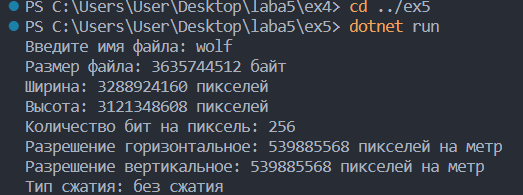 PS C:\Users\User\Desktop\laba5\ex4> cd ../ex5
PS C:\Users\User\Desktop\laba5\ex5> dotnet run
Введите имя файла: wolf
Размер файла: 3635744512 байт
Ширина: 3288924160 пикселей
Высота: 3121348608 пикселей
Количество бит на пиксель: 256
Разрешение горизонтальное: 539885568 пикселей на метр
Разрешение вертикальное: 539885568 пикселей на метр
Тип сжатия: без сжатия